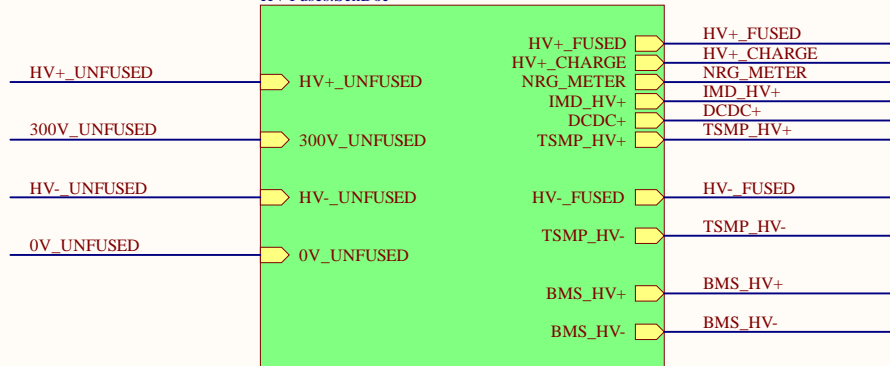 HV+_UNFUSED
300V_UNFUSED
HV-_UNFUSED
0V_UNFUSED
HV+_UNFUSED
300V_UNFUSED
HV-_UNFUSED
0V_UNFUSED
HV+_FUSED
HV+_CHARGE
NRG_METER
IMD_HV+
DCDC+
TSMP_HV+
HV-_FUSED
TSMP_HV-
BMS_HV+
BMS_HV-
HV+_FUSED
HV+_CHARGE
NRG_METER
IMD_HV+
DCDC+
TSMP_HV+
HV-_FUSED
TSMP_HV-
BMS_HV+
BMS_HV-